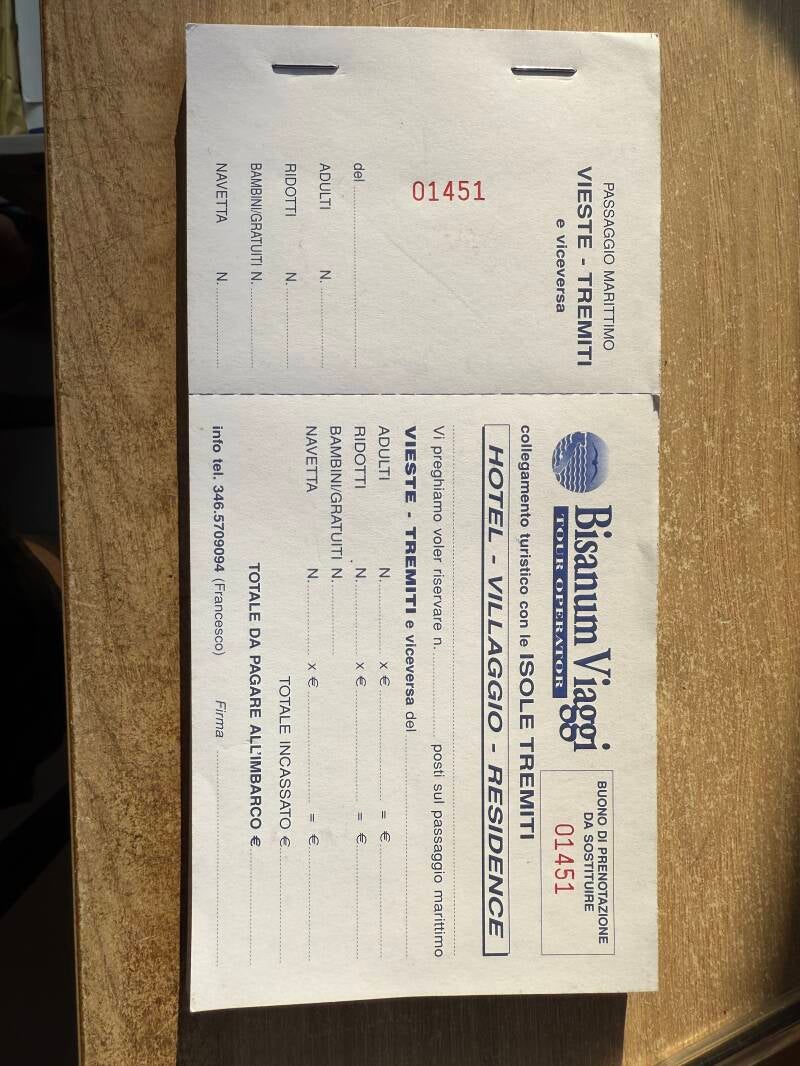 PASSAGGIO MARITTIMO
VIESTE - TREMITI
e viceversa
01451
del
ADULTI N.
RIDOTTI N.
BAMBINI/GRATUITI N.
NAVETTA N.
Bisanum Viaggi
TOUR OPERATOR
BUONO DI PRENOTAZIONE
DA SOSTITUIRE
01451
collegamento turistico con le ISOLE TREMITI
HOTEL - VILLAGGIO - RESIDENCE
Vi preghiamo voler riservare n. posti sul passaggio marittimo
VIESTE - TREMITI e viceversa del
ADULTI N. x € = €
RIDOTTI N. x € = €
BAMBINI/GRATUITI N.
NAVETTA N. x € = €
TOTALE INCASSATO €
TOTALE DA PAGARE ALL'IMBARCO €
info tel. 346.5709094 (Francesco) Firma